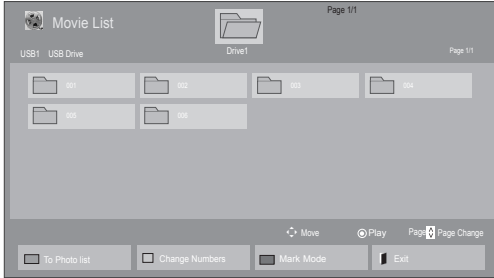 Movie List
Page 1/1
USB1 USB Drive
Drive1
Page 1/1
001 002 003 004
005 006
Move Play Page Page Change
To Photo list Change Numbers Mark Mode Exit